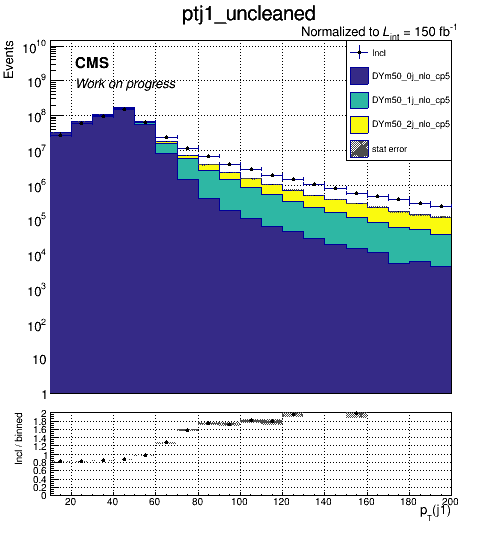 ptj1_uncleaned
Normalized to L_int = 150 fb^-1
Events
CMS
Work on progress
Incl
DYm50_0j_nlo_cp5
DYm50_1j_nlo_cp5
DYm50_2j_nlo_cp5
stat error
10^10
10^9
10^8
10^7
10^6
10^5
10^4
10^3
10^2
10
1
Incl / binned
2
1.8
1.6
1.4
1.2
1
0.8
0.6
0.4
0.2
0
20 40 60 80 100 120 140 160 180 200
p_T(j1)